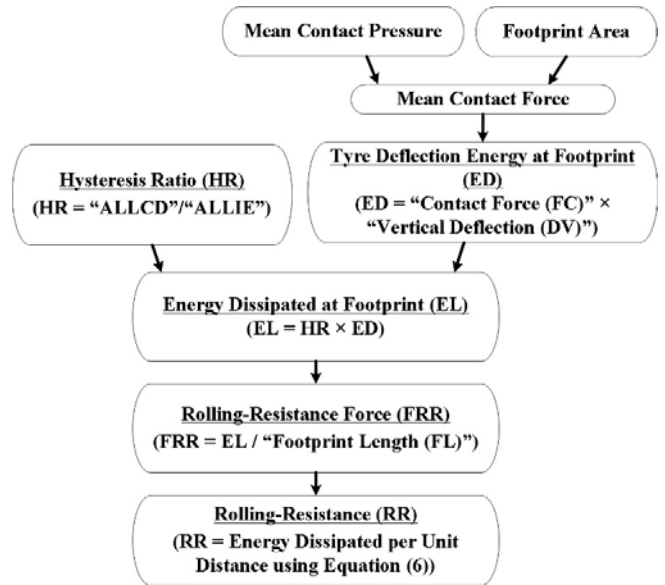 Mean Contact Pressure
Footprint Area
Mean Contact Force
Tyre Deflection Energy at Footprint
(ED)
(ED = “Contact Force (FC)” ×
“Vertical Deflection (DV)”)
Hysteresis Ratio (HR)
(HR = “ALLCD”/“ALLIE”)
Energy Dissipated at Footprint (EL)
(EL = HR × ED)
Rolling-Resistance Force (FRR)
(FRR = EL / “Footprint Length (FL)”)
Rolling-Resistance (RR)
(RR = Energy Dissipated per Unit
Distance using Equation (6))